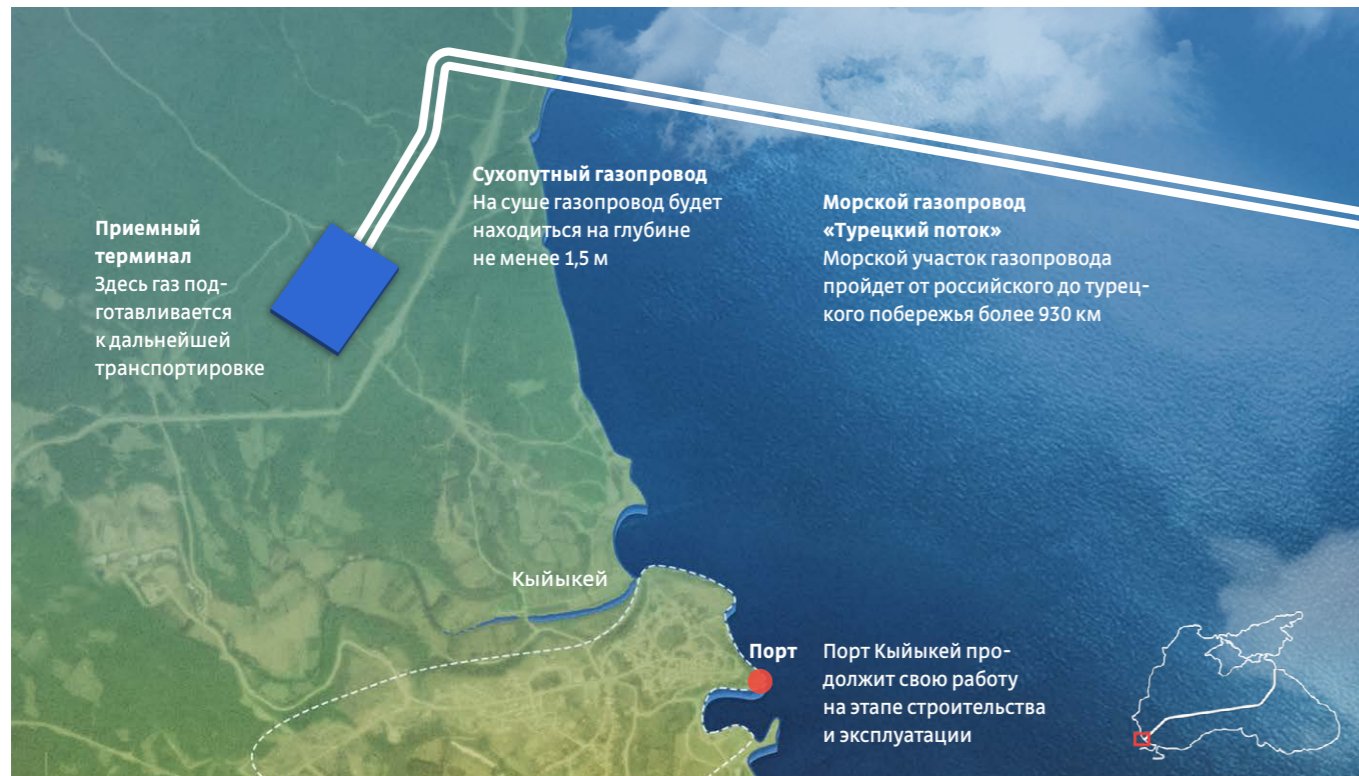 Приемный
терминал
Здесь газ под-
готавливается
к дальнейшей
транспортировке
Сухопутный газопровод
На суше газопровод будет
находиться на глубине
не менее 1,5 м
Морской газопровод
«Турецкий поток»
Морской участок газопровода
пройдет от российского до турец-
кого побережья более 930 км
Кыйыкей
Порт
Порт Кыйыкей про-
должит свою работу
на этапе строительства
и эксплуатации